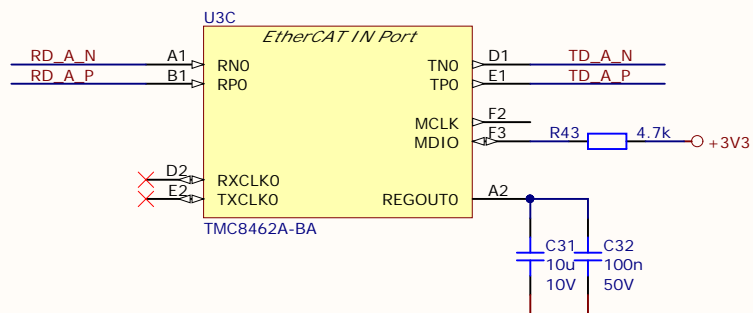 U3C
EtherCAT IN Port
RD_A_N A1 RN0 TN0 D1 TD_A_N
RD_A_P B1 RP0 TP0 E1 TD_A_P
MCLK F2
MDIO F3 R43 4.7k +3V3
D2 RXCLK0
E2 TXCLK0 REGOUT0 A2
TMC8462A-BA
C31 C32
10u 100n
10V 50V